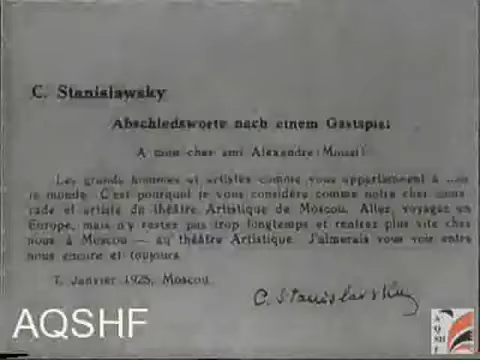 C. Stanislawsky
Abschiedsworte nach einem Gastspiel
A mon cher ami Alexandre Moissi
Les grands hommes et artistes comme vous appartiennent à
le monde. C'est pourquoi je vous considère comme notre cher cama-
rade et artiste du théâtre Artistique de Moscou. Allez, voyagez en
Europe, mais n'y restez pas trop longtemps et rentrez plus vite chez
nous à Moscou — au théâtre Artistique. J'aimerais vous voir entre
nous encore et toujours.
7. Janvier 1925, Moscou.
C. Stanislavsky
AQSHF
A
Q
SH
F